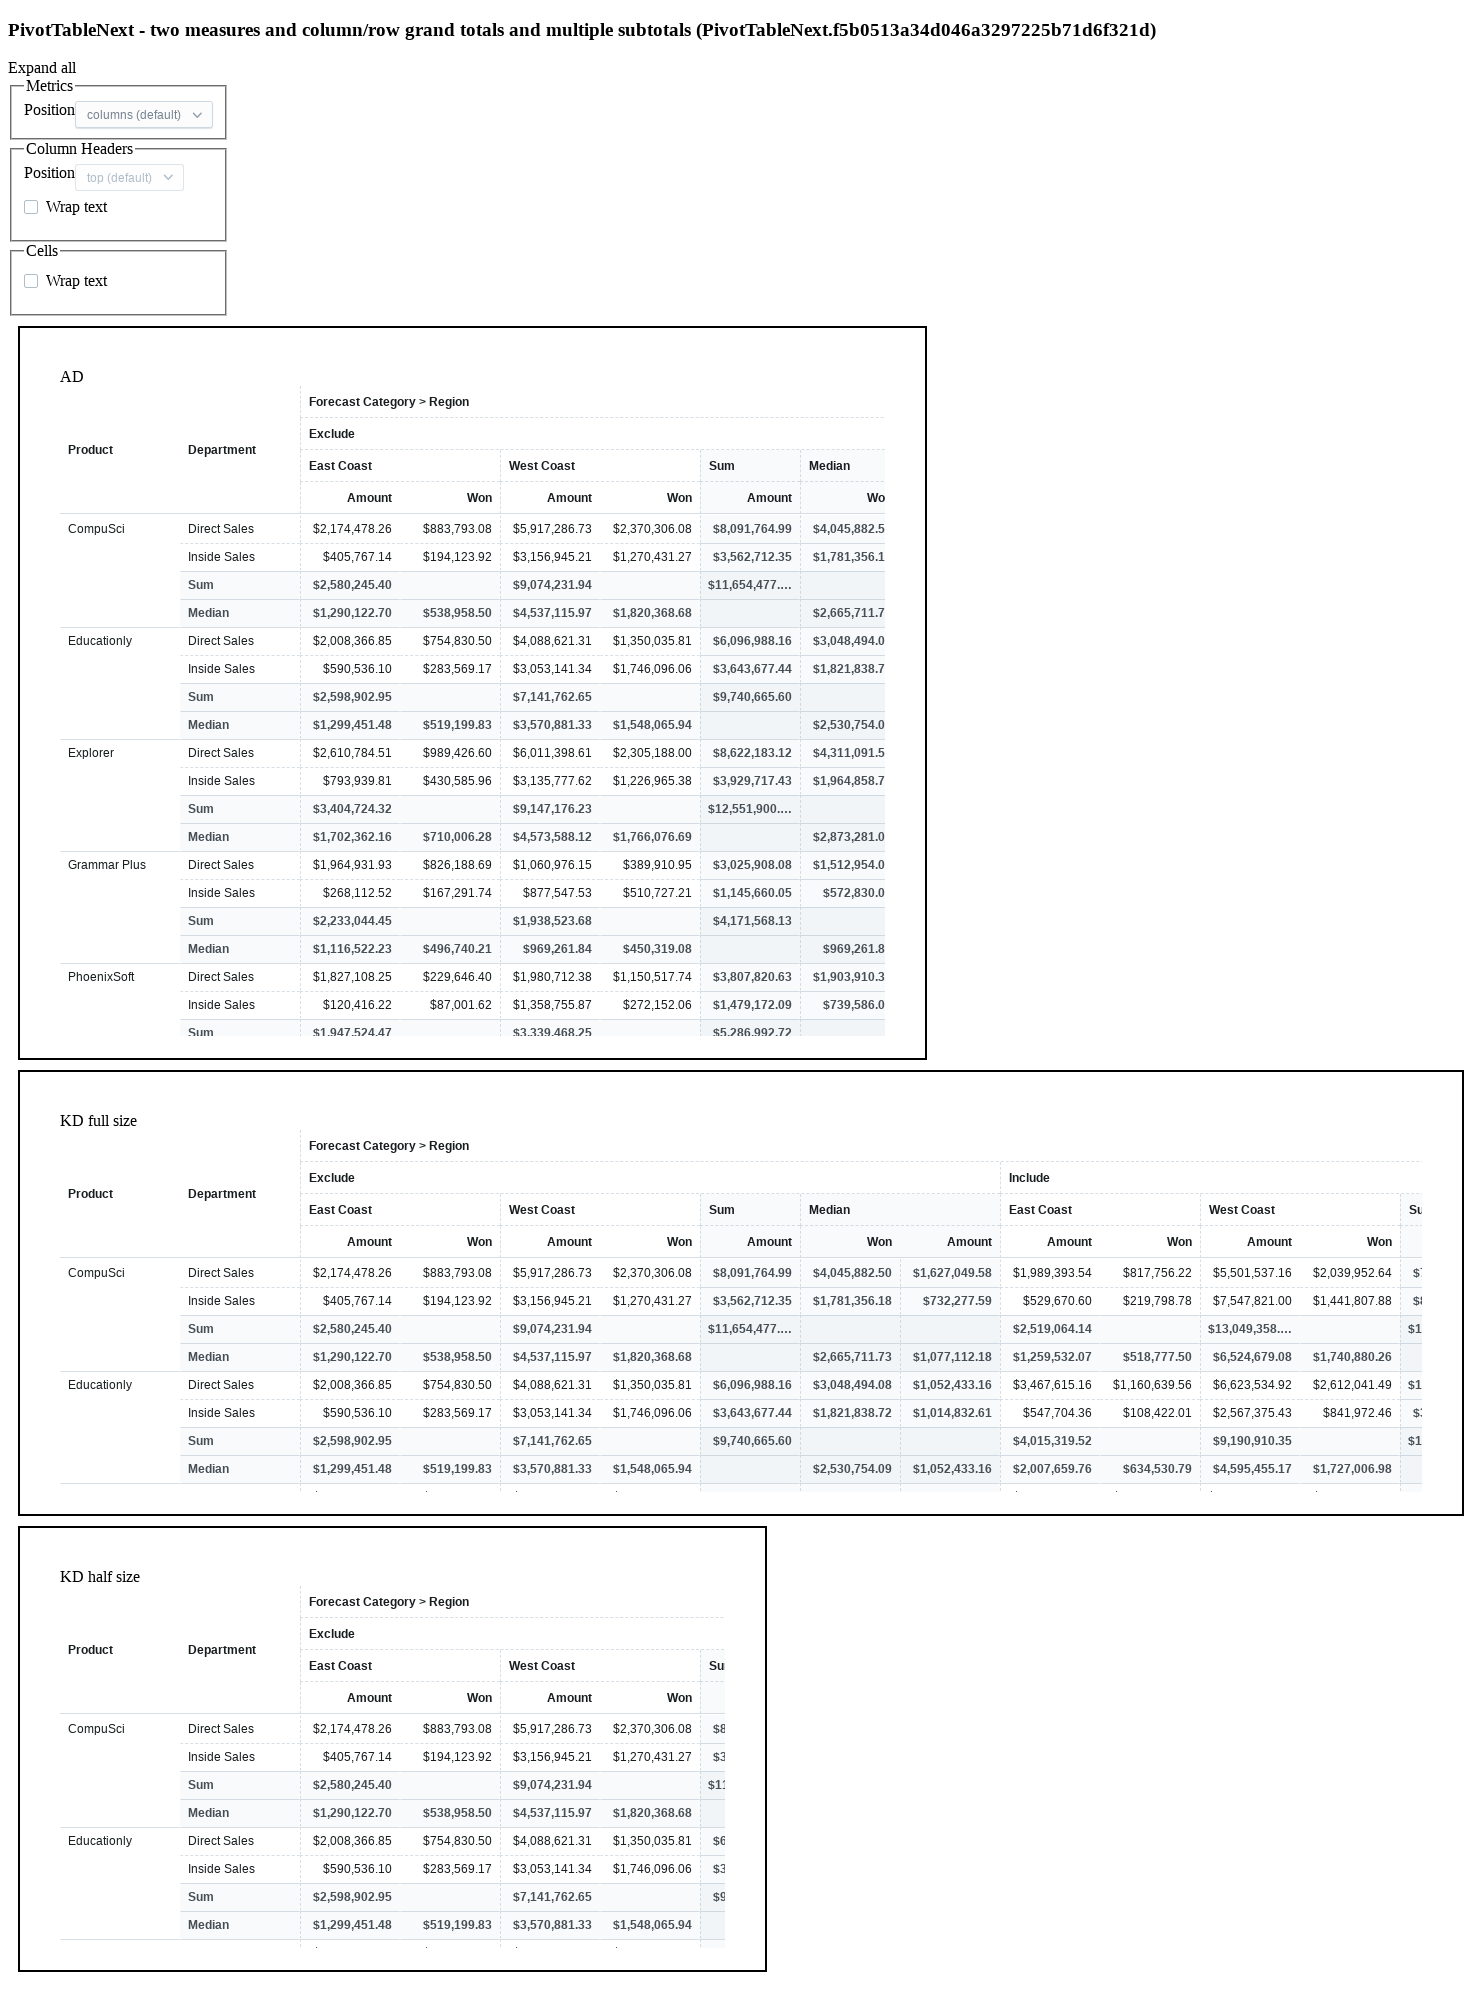 PivotTableNext - two measures and column/row grand totals and multiple subtotals (PivotTableNext.f5b0513a34d046a3297225b71d6f321d)
Expand all
Metrics
Position columns (default)
Column Headers
Position top (default)
Wrap text
Cells
Wrap text
AD
Forecast Category > Region
Exclude
Product Department
East Coast West Coast Sum Median
Amount Won Amount Won Amount Wo
CompuSci Direct Sales $2,174,478.26 $883,793.08 $5,917,286.73 $2,370,306.08 $8,091,764.99 $4,045,882.5
Inside Sales $405,767.14 $194,123.92 $3,156,945.21 $1,270,431.27 $3,562,712.35 $1,781,356.1
Sum $2,580,245.40 $9,074,231.94 $11,654,477.…
Median $1,290,122.70 $538,958.50 $4,537,115.97 $1,820,368.68 $2,665,711.7
Educationly Direct Sales $2,008,366.85 $754,830.50 $4,088,621.31 $1,350,035.81 $6,096,988.16 $3,048,494.0
Inside Sales $590,536.10 $283,569.17 $3,053,141.34 $1,746,096.06 $3,643,677.44 $1,821,838.7
Sum $2,598,902.95 $7,141,762.65 $9,740,665.60
Median $1,299,451.48 $519,199.83 $3,570,881.33 $1,548,065.94 $2,530,754.0
Explorer Direct Sales $2,610,784.51 $989,426.60 $6,011,398.61 $2,305,188.00 $8,622,183.12 $4,311,091.5
Inside Sales $793,939.81 $430,585.96 $3,135,777.62 $1,226,965.38 $3,929,717.43 $1,964,858.7
Sum $3,404,724.32 $9,147,176.23 $12,551,900.…
Median $1,702,362.16 $710,006.28 $4,573,588.12 $1,766,076.69 $2,873,281.0
Grammar Plus Direct Sales $1,964,931.93 $826,188.69 $1,060,976.15 $389,910.95 $3,025,908.08 $1,512,954.0
Inside Sales $268,112.52 $167,291.74 $877,547.53 $510,727.21 $1,145,660.05 $572,830.0
Sum $2,233,044.45 $1,938,523.68 $4,171,568.13
Median $1,116,522.23 $496,740.21 $969,261.84 $450,319.08 $969,261.8
PhoenixSoft Direct Sales $1,827,108.25 $229,646.40 $1,980,712.38 $1,150,517.74 $3,807,820.63 $1,903,910.3
Inside Sales $120,416.22 $87,001.62 $1,358,755.87 $272,152.06 $1,479,172.09 $739,586.0
Sum $1,947,524.47 $3,339,468.25 $5,286,992.72
KD full size
Forecast Category > Region
Exclude Include
Product Department
East Coast West Coast Sum Median East Coast West Coast Su
Amount Won Amount Won Amount Won Amount Amount Won Amount Won
CompuSci Direct Sales $2,174,478.26 $883,793.08 $5,917,286.73 $2,370,306.08 $8,091,764.99 $4,045,882.50 $1,627,049.58 $1,989,393.54 $817,756.22 $5,501,537.16 $2,039,952.64 $7
Inside Sales $405,767.14 $194,123.92 $3,156,945.21 $1,270,431.27 $3,562,712.35 $1,781,356.18 $732,277.59 $529,670.60 $219,798.78 $7,547,821.00 $1,441,807.88 $8
Sum $2,580,245.40 $9,074,231.94 $11,654,477.… $2,519,064.14 $13,049,358.… $1
Median $1,290,122.70 $538,958.50 $4,537,115.97 $1,820,368.68 $2,665,711.73 $1,077,112.18 $1,259,532.07 $518,777.50 $6,524,679.08 $1,740,880.26
Educationly Direct Sales $2,008,366.85 $754,830.50 $4,088,621.31 $1,350,035.81 $6,096,988.16 $3,048,494.08 $1,052,433.16 $3,467,615.16 $1,160,639.56 $6,623,534.92 $2,612,041.49 $1
Inside Sales $590,536.10 $283,569.17 $3,053,141.34 $1,746,096.06 $3,643,677.44 $1,821,838.72 $1,014,832.61 $547,704.36 $108,422.01 $2,567,375.43 $841,972.46 $3
Sum $2,598,902.95 $7,141,762.65 $9,740,665.60 $4,015,319.52 $9,190,910.35 $1
Median $1,299,451.48 $519,199.83 $3,570,881.33 $1,548,065.94 $2,530,754.09 $1,052,433.16 $2,007,659.76 $634,530.79 $4,595,455.17 $1,727,006.98
KD half size
Forecast Category > Region
Exclude
Product Department
East Coast West Coast Su
Amount Won Amount Won
CompuSci Direct Sales $2,174,478.26 $883,793.08 $5,917,286.73 $2,370,306.08 $8
Inside Sales $405,767.14 $194,123.92 $3,156,945.21 $1,270,431.27 $3
Sum $2,580,245.40 $9,074,231.94 $11
Median $1,290,122.70 $538,958.50 $4,537,115.97 $1,820,368.68
Educationly Direct Sales $2,008,366.85 $754,830.50 $4,088,621.31 $1,350,035.81 $6
Inside Sales $590,536.10 $283,569.17 $3,053,141.34 $1,746,096.06 $3
Sum $2,598,902.95 $7,141,762.65 $9
Median $1,299,451.48 $519,199.83 $3,570,881.33 $1,548,065.94